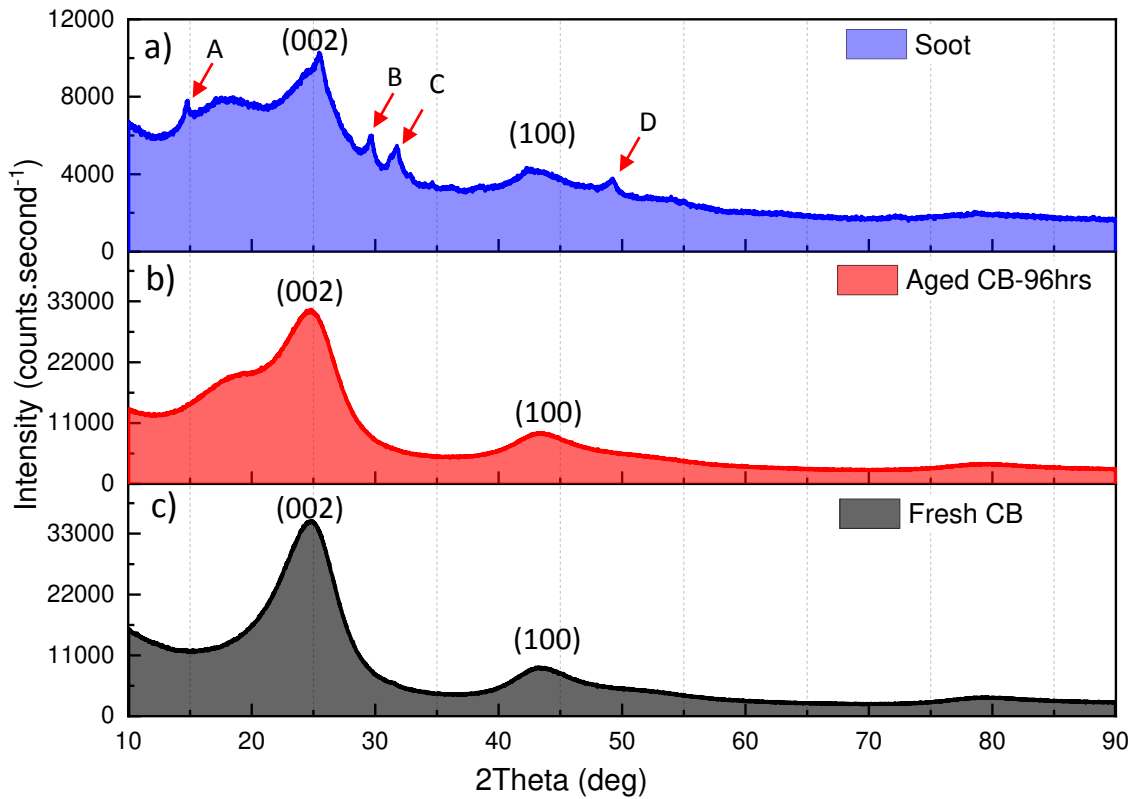 12000
8000
4000
0
a)
A
(002)
B
C
(100)
D
Soot
33000
22000
11000
0
b)
(002)
(100)
Aged CB-96hrs
33000
22000
11000
0
c)
(002)
(100)
Fresh CB
10 20 30 40 50 60 70 80 90
2Theta (deg)
Intensity (counts.second⁻¹)